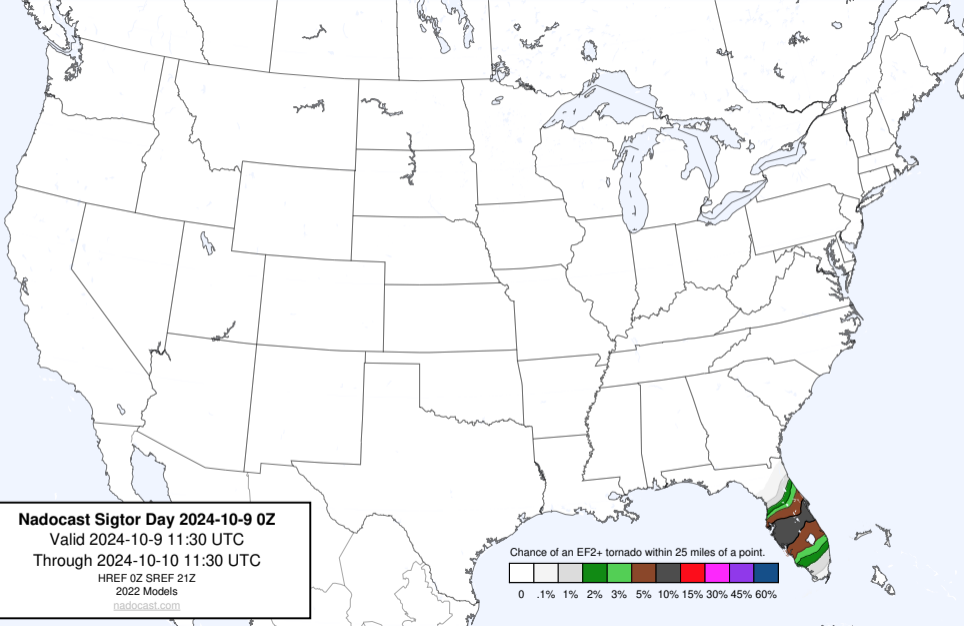 Nadocast Sigtor Day 2024-10-9 0Z
Valid 2024-10-9 11:30 UTC
Through 2024-10-10 11:30 UTC
HREF 0Z SREF 21Z
2022 Models
nadocast.com
Chance of an EF2+ tornado within 25 miles of a point.
0 .1% 1% 2% 3% 5% 10% 15% 30% 45% 60%